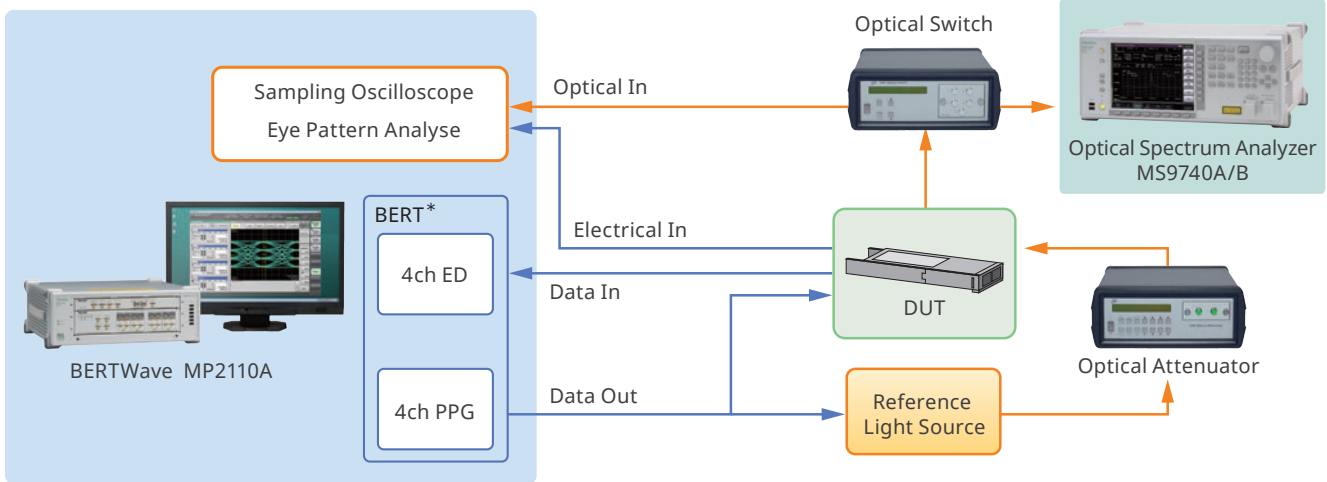 Optical Switch
Sampling Oscilloscope
Eye Pattern Analyse
Optical In
Optical Spectrum Analyzer
MS9740A/B
BERT*
Electrical In
4ch ED
Data In
DUT
BERTWave MP2110A
Optical Attenuator
4ch PPG
Data Out
Reference
Light Source